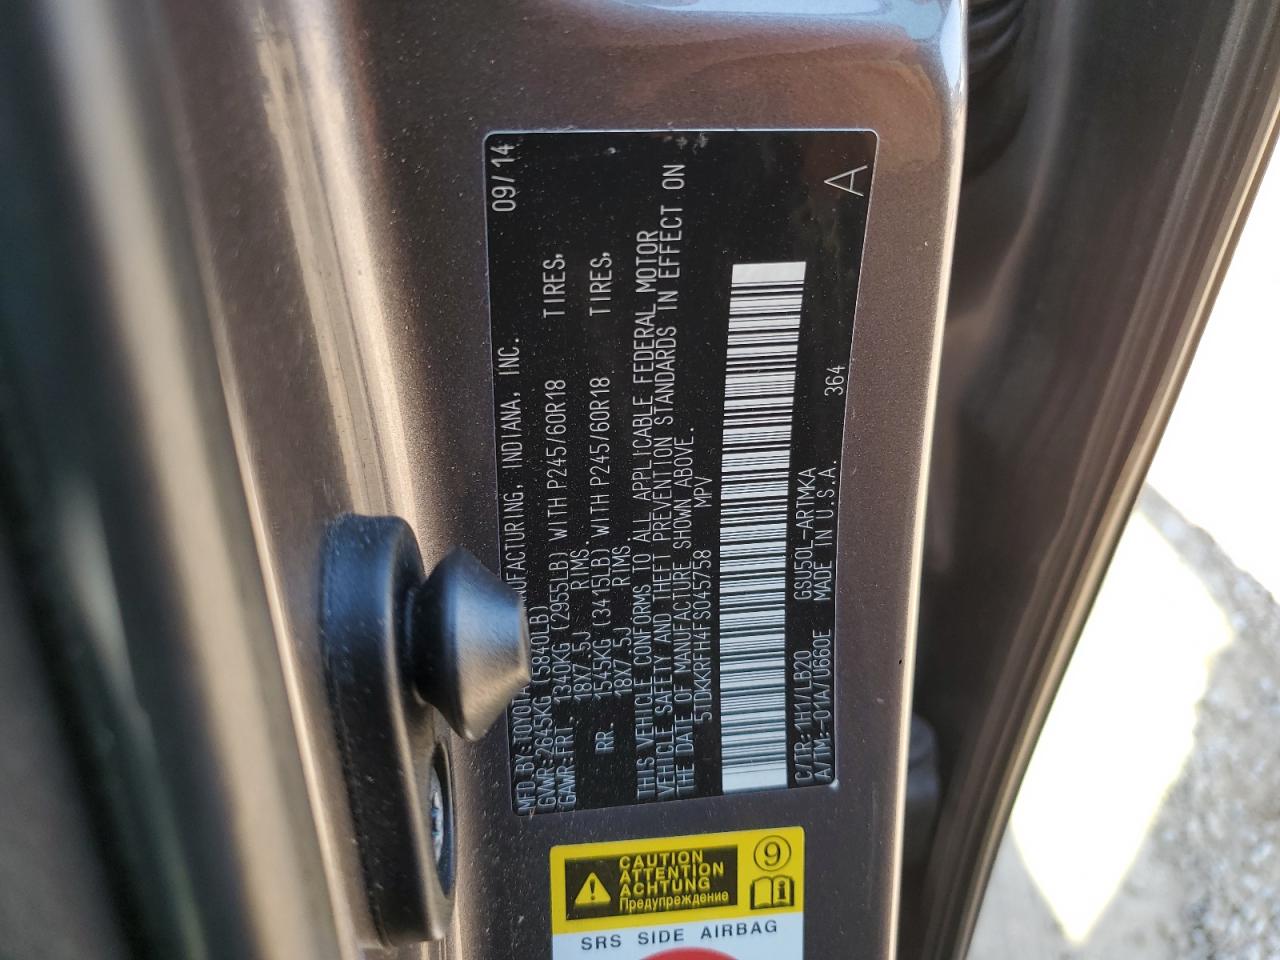 MFD BY:TOYOTA MANUFACTURING, INDIANA, INC. 09/14
GVWR:2645KG (5840LB)
GAWR:FRT. 1340KG (2955LB) WITH P245/60R18 TIRES,
18X7.5J RIMS.
RR. 1545KG (3415LB) WITH P245/60R18 TIRES,
18X7.5J RIMS.
THIS VEHICLE CONFORMS TO ALL APPLICABLE FEDERAL MOTOR
VEHICLE SAFETY AND THEFT PREVENTION STANDARDS IN EFFECT ON
THE DATE OF MANUFACTURE SHOWN ABOVE.
5TDKKRFH4FS045758 MPV
C/TR:1H1/LB20 GSU50L-ARTMKA
A/TM:-01A/U660E MADE IN U.S.A. 364
A
CAUTION
ATTENTION
ACHTUNG
Предупреждение
9
SRS SIDE AIRBAG